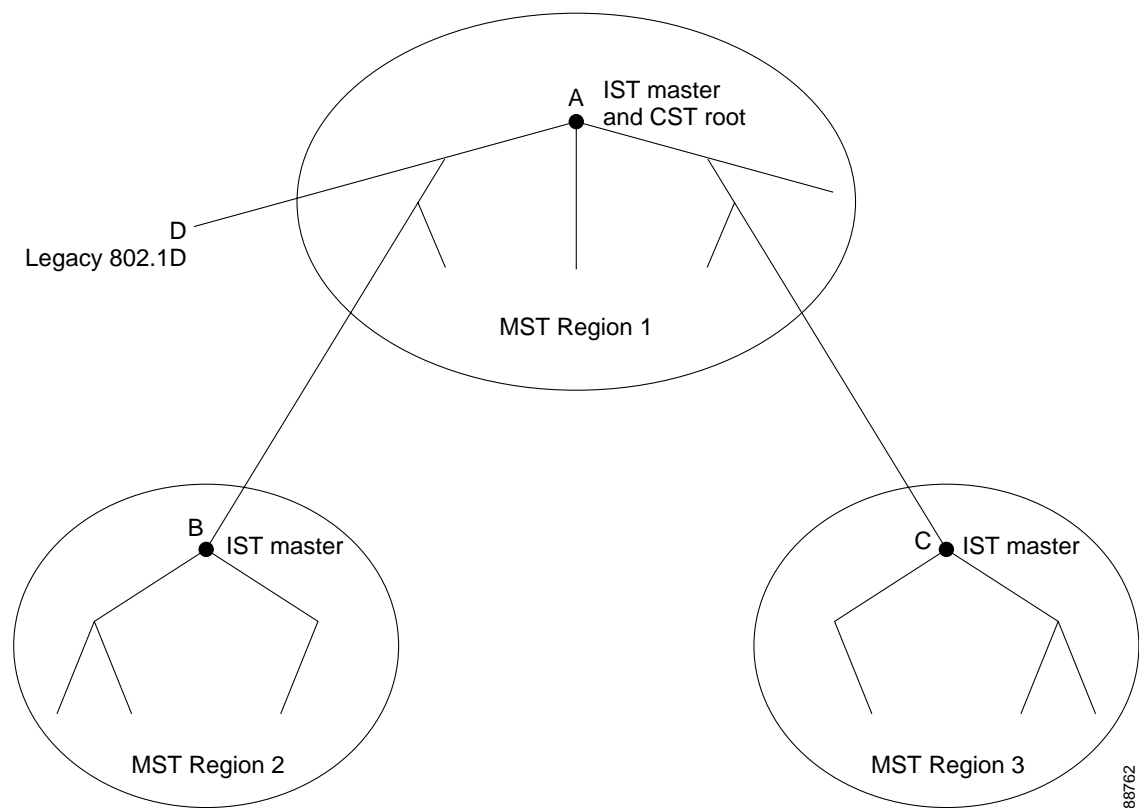 A
IST master
and CST root
D
Legacy 802.1D
MST Region 1
B
IST master
C
IST master
MST Region 2
MST Region 3
88762